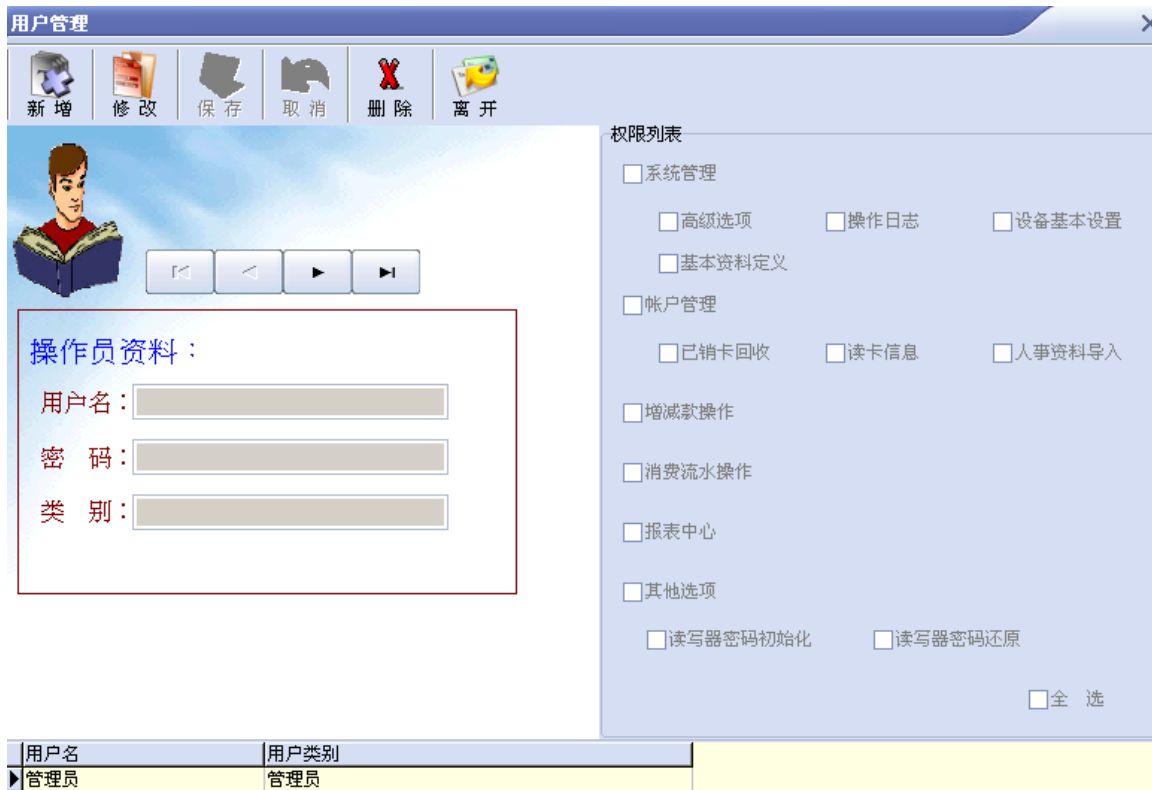 用户管理
新增 修改 保存 取消 删除 离开
权限列表
系统管理
高级选项 操作日志 设备基本设置
基本资料定义
帐户管理
已销卡回收 读卡信息 人事资料导入
增减款操作
消费流水操作
报表中心
其他选项
读写器密码初始化 读写器密码还原
全 选
操作员资料：
用户名：
密 码：
类 别：
用户名 用户类别
管理员 管理员